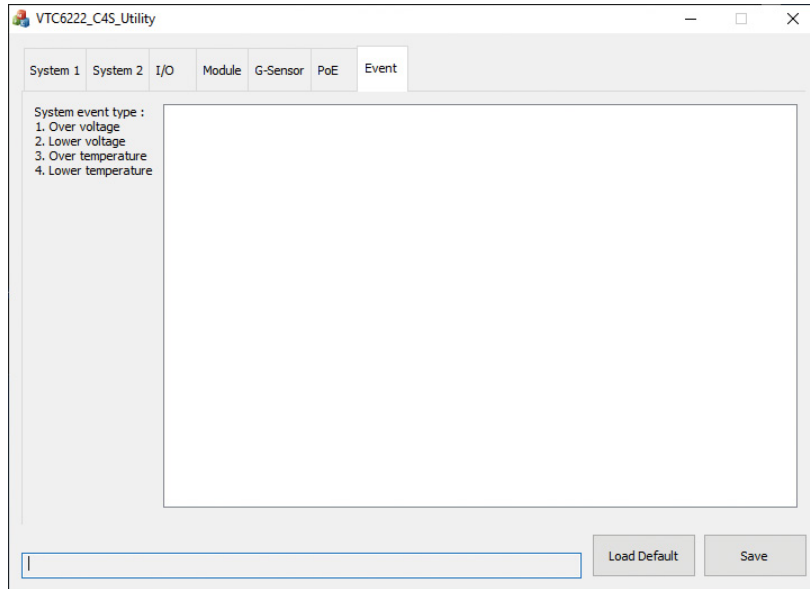 VTC6222_C4S_Utility
System 1 System 2 I/O Module G-Sensor PoE Event
System event type :
1. Over voltage
2. Lower voltage
3. Over temperature
4. Lower temperature
Load Default Save